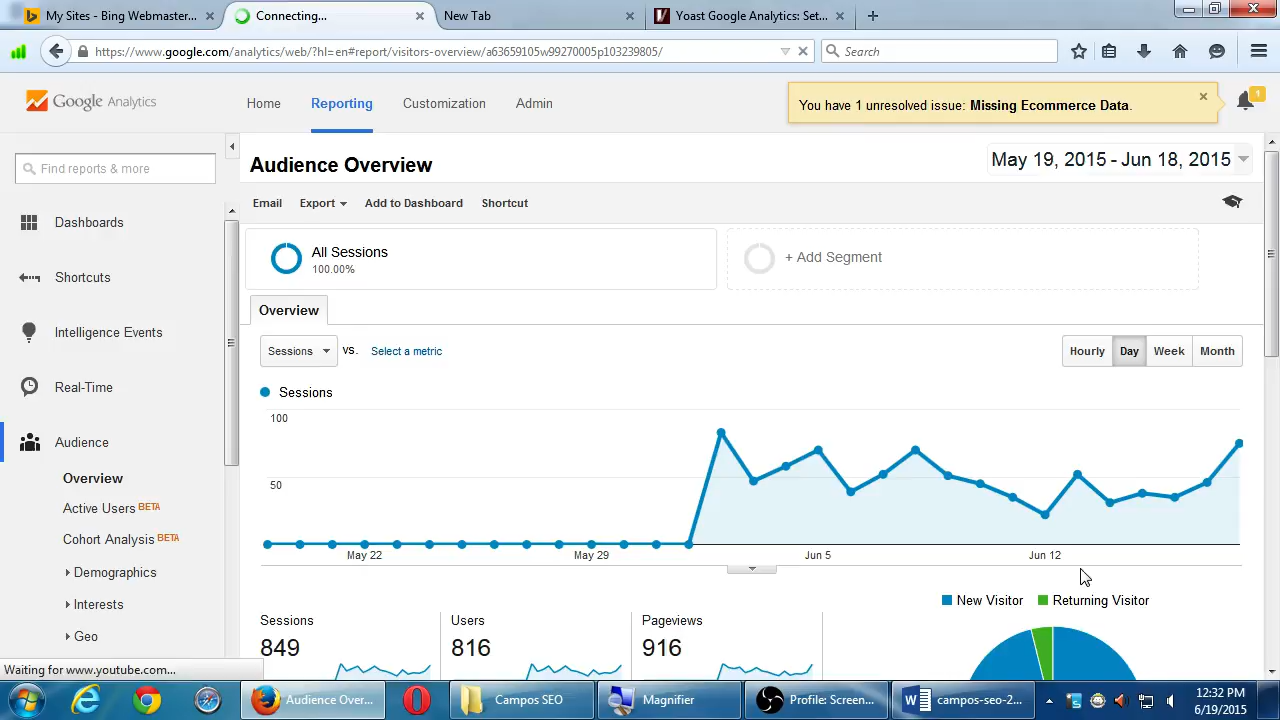 My Sites - Bing Webmaster...
Connecting...
New Tab
Yoast Google Analytics: Set...
https://www.google.com/analytics/web/?hl=en#report/visitors-overview/a63659105w99270005p103239805/
Search
Google Analytics
Home
Reporting
Customization
Admin
You have 1 unresolved issue: Missing Ecommerce Data.
1
Find reports & more
Audience Overview
May 19, 2015 - Jun 18, 2015
Email
Export
Add to Dashboard
Shortcut
Dashboards
All Sessions
100.00%
+ Add Segment
Shortcuts
Overview
Intelligence Events
Sessions
vs.
Select a metric
Hourly
Day
Week
Month
Real-Time
Sessions
100
50
Audience
Overview
Active Users BETA
Cohort Analysis BETA
Demographics
Interests
Geo
May 22
May 29
Jun 5
Jun 12
New Visitor
Returning Visitor
Sessions
849
Users
816
Pageviews
916
Waiting for www.youtube.com...
Audience Over...
Campos SEO
Magnifier
Profile: Screen...
campos-seo-2...
12:32 PM
6/19/2015